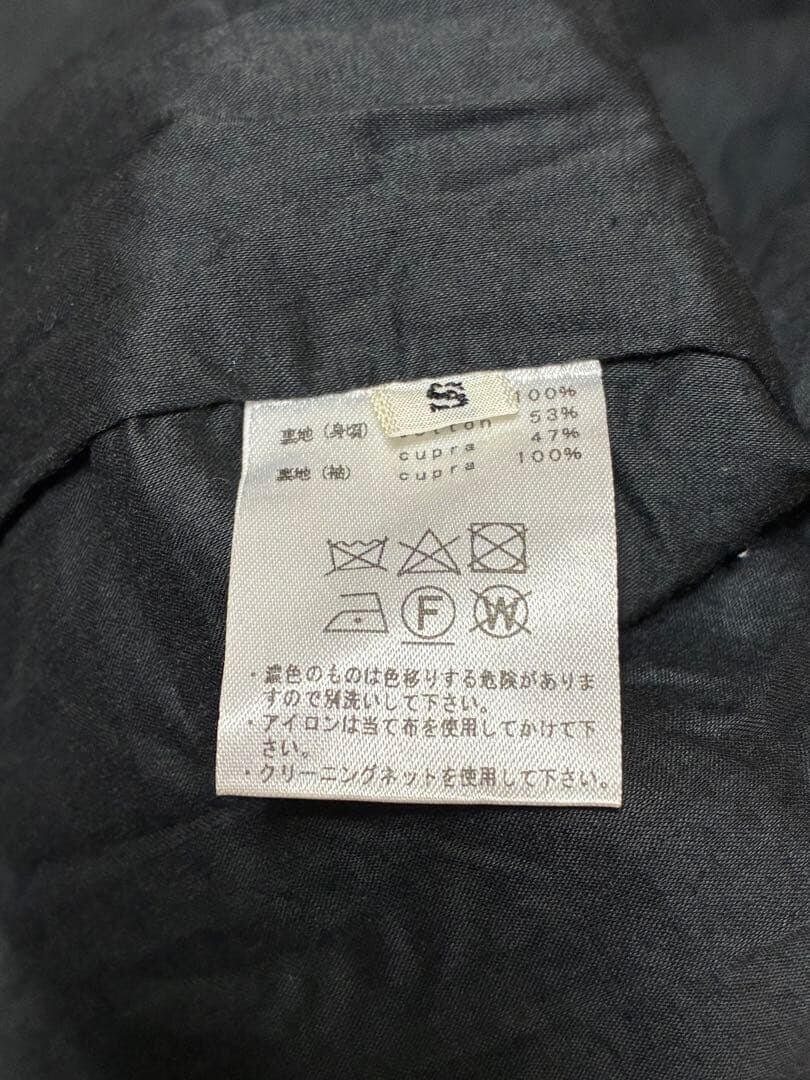 S
100%
裏地（身頃） cotton 53%
cupra 47%
裏地（袖） cupra 100%
F W
・濃色のものは色移りする危険がありま
すので別洗いして下さい。
・アイロンは当て布を使用してかけて下
さい。
・クリーニングネットを使用して下さい。